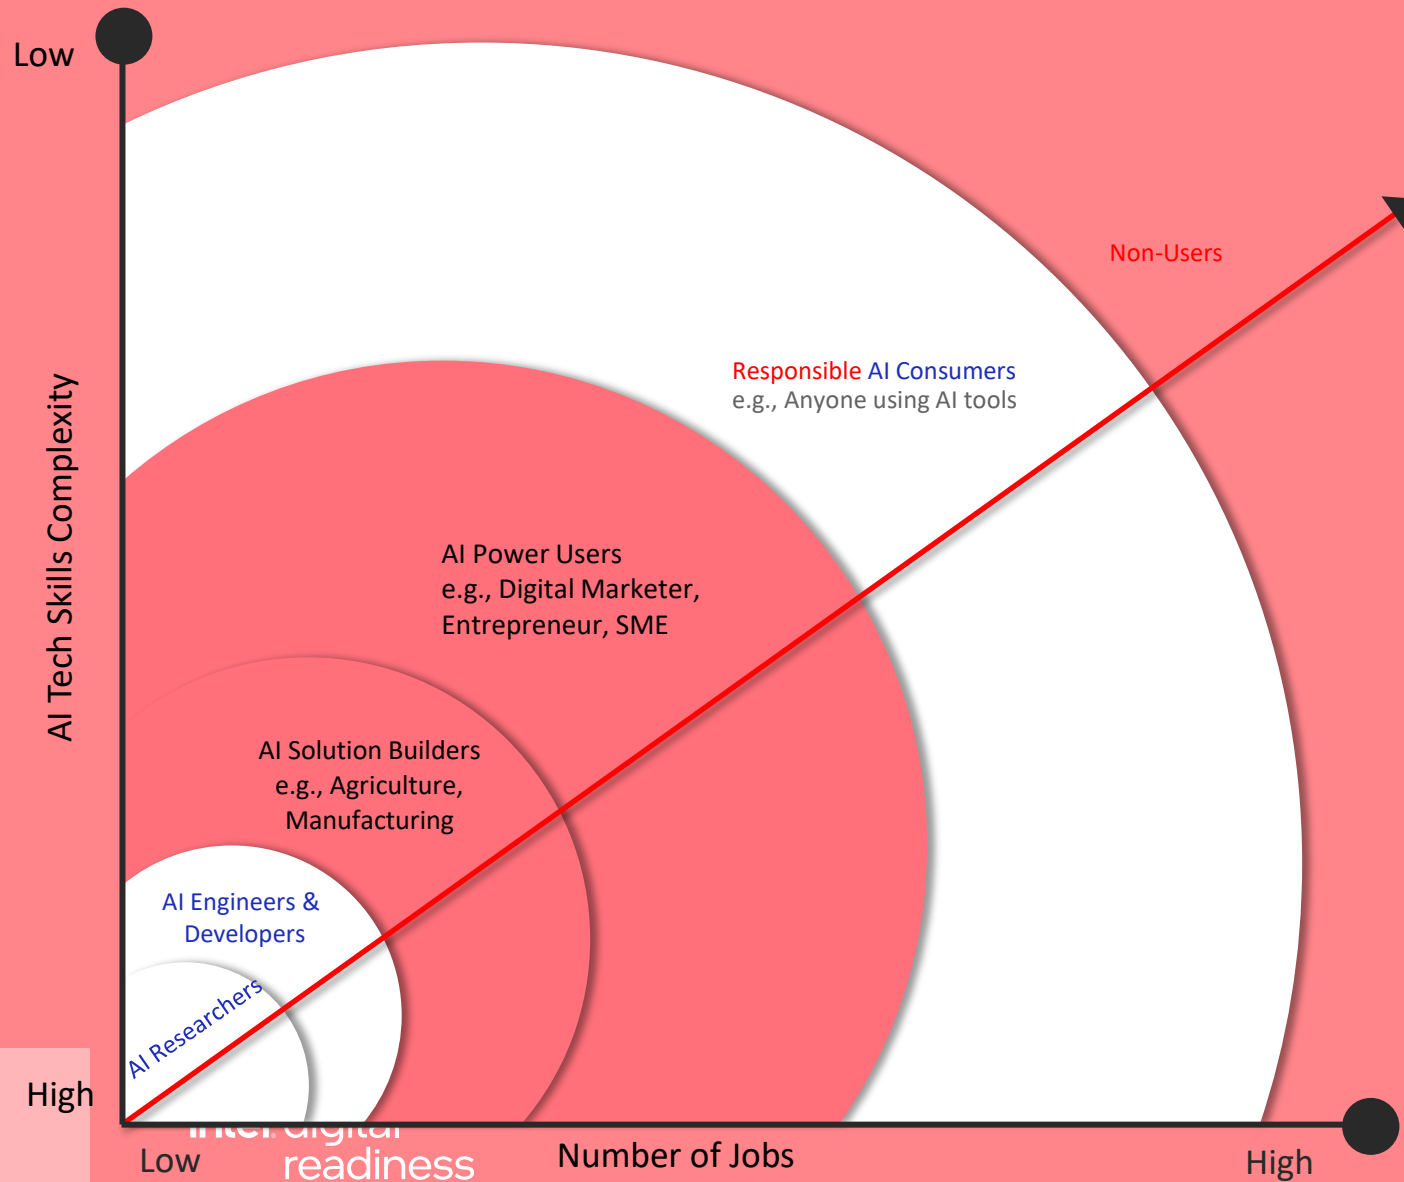 Low
Non-Users
Responsible AI Consumers
e.g., Anyone using AI tools
AI Tech Skills Complexity
AI Power Users
e.g., Digital Marketer,
Entrepreneur, SME
AI Solution Builders
e.g., Agriculture,
Manufacturing
AI Engineers &
Developers
AI Researchers
High
intel. digital
readiness
Low
Number of Jobs
High